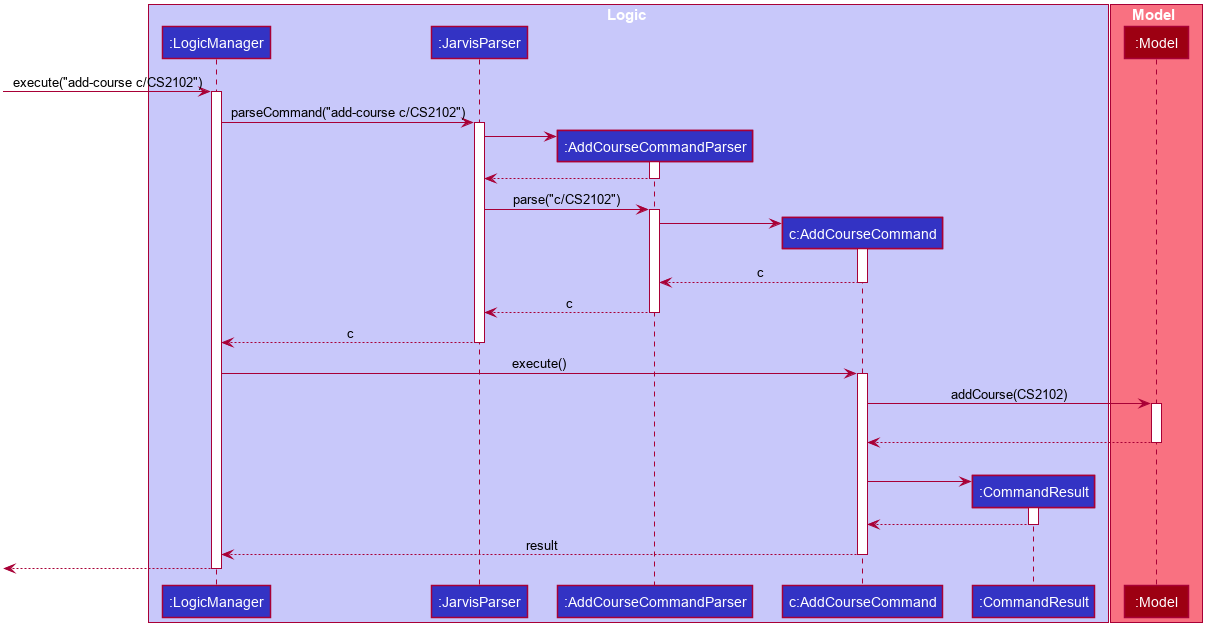 Logic
Model
:LogicManager
:JarvisParser
:Model
execute("add-course c/CS2102")
parseCommand("add-course c/CS2102")
:AddCourseCommandParser
parse("c/CS2102")
c:AddCourseCommand
c
c
c
execute()
addCourse(CS2102)
:CommandResult
result
:LogicManager
:JarvisParser
:AddCourseCommandParser
c:AddCourseCommand
:CommandResult
:Model